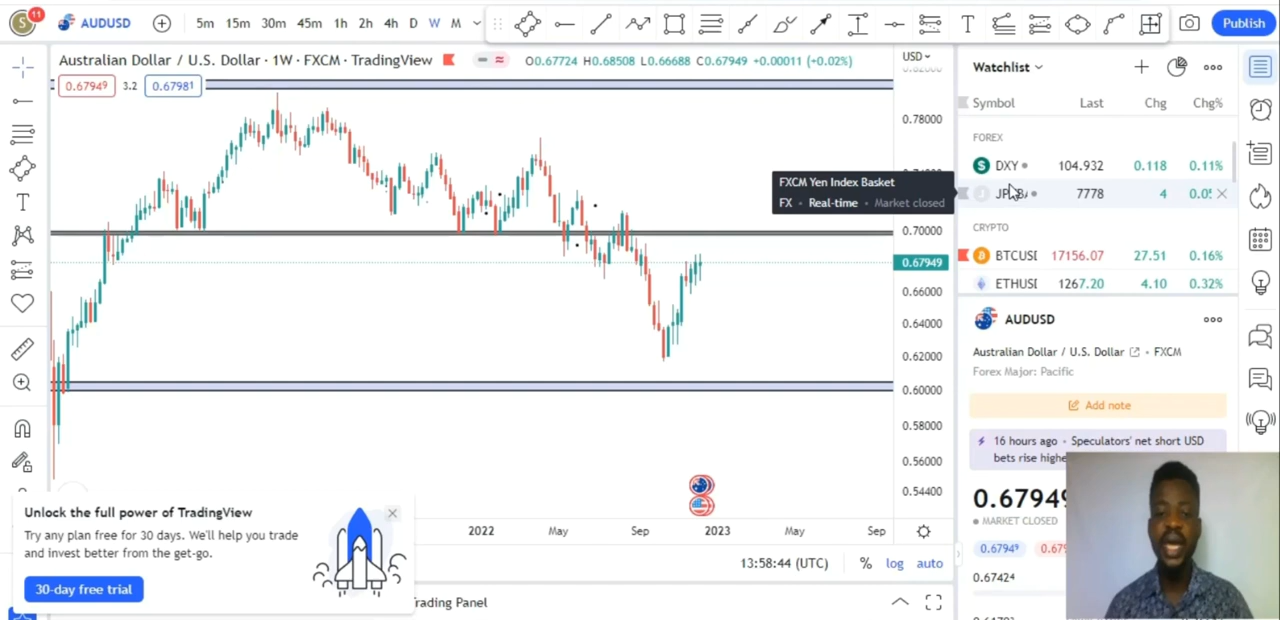 11
S
AUDUSD
5m 15m 30m 45m 1h 2h 4h D W M
T
Publish
Australian Dollar / U.S. Dollar · 1W · FXCM · TradingView
O0.67724 H0.68508 L0.66688 C0.67949 +0.00011 (+0.02%)
USD
0.67949 3.2 0.67981
0.78000
0.70000
0.67949
0.66000
0.64000
0.62000
0.60000
0.58000
0.56000
0.54400
2022 May Sep 2023 May Sep
13:58:44 (UTC) % log auto
Trading Panel
Unlock the full power of TradingView
Try any plan free for 30 days. We'll help you trade
and invest better from the get-go.
30-day free trial
FXCM Yen Index Basket
FX • Real-time • Market closed
Watchlist
Symbol Last Chg Chg%
FOREX
DXY 104.932 0.118 0.11%
7778 4
CRYPTO
BTCUSD 17156.07 27.51 0.16%
ETHUSD 1267.20 4.10 0.32%
AUDUSD
Australian Dollar / U.S. Dollar • FXCM
Forex Major: Pacific
Add note
16 hours ago • Speculators' net short USD
bets rise highe
0.67949
MARKET CLOSED
0.67949
0.67424